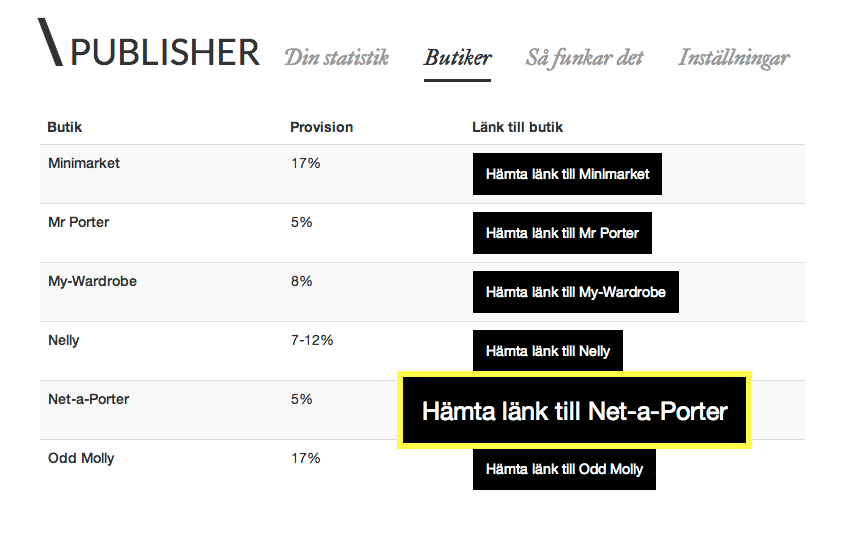 \PUBLISHER Din statistik Butiker Så funkar det Inställningar
Butik Provision Länk till butik
Minimarket 17% Hämta länk till Minimarket
Mr Porter 5% Hämta länk till Mr Porter
My-Wardrobe 8% Hämta länk till My-Wardrobe
Nelly 7-12% Hämta länk till Nelly
Net-a-Porter 5% Hämta länk till Net-a-Porter
Odd Molly 17% Hämta länk till Odd Molly